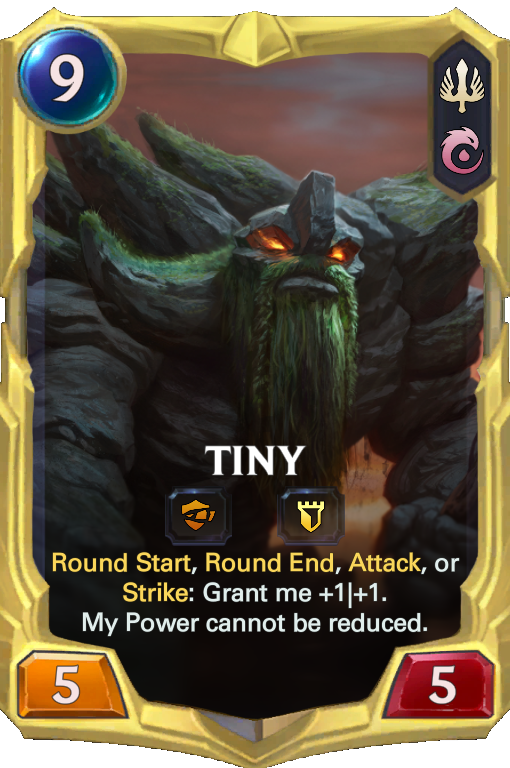 9
TINY
Round Start, Round End, Attack, or
Strike: Grant me +1|+1.
My Power cannot be reduced.
5
5